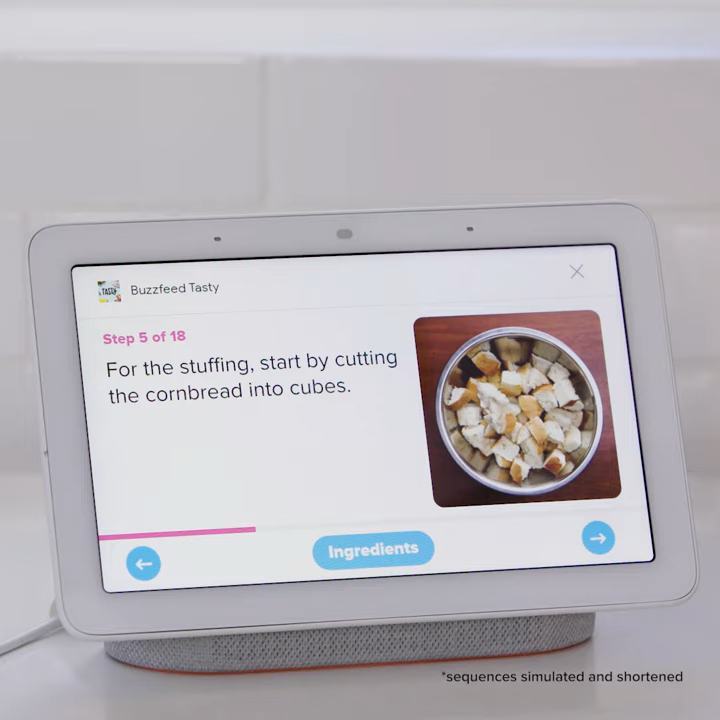 TASTY
Buzzfeed Tasty
Step 5 of 18
For the stuffing, start by cutting
the cornbread into cubes.
Ingredients
*sequences simulated and shortened